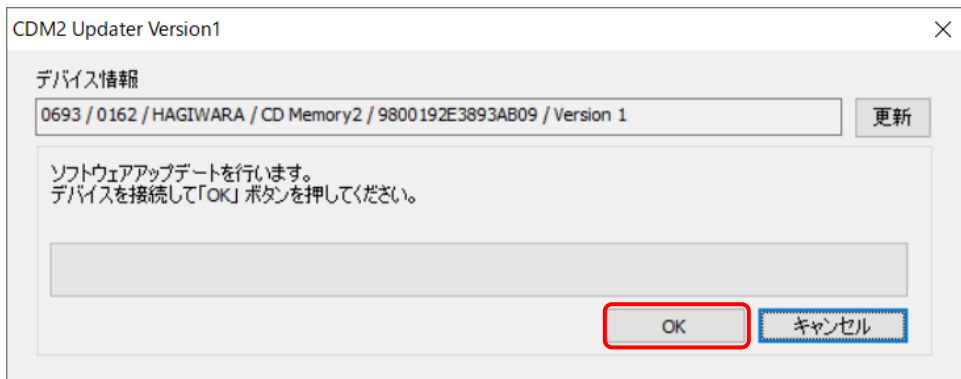 CDM2 Updater Version1
デバイス情報
0693 / 0162 / HAGIWARA / CD Memory2 / 9800192E3893AB09 / Version 1
更新
ソフトウェアアップデートを行います。
デバイスを接続して「OK」 ボタンを押してください。
OK
キャンセル